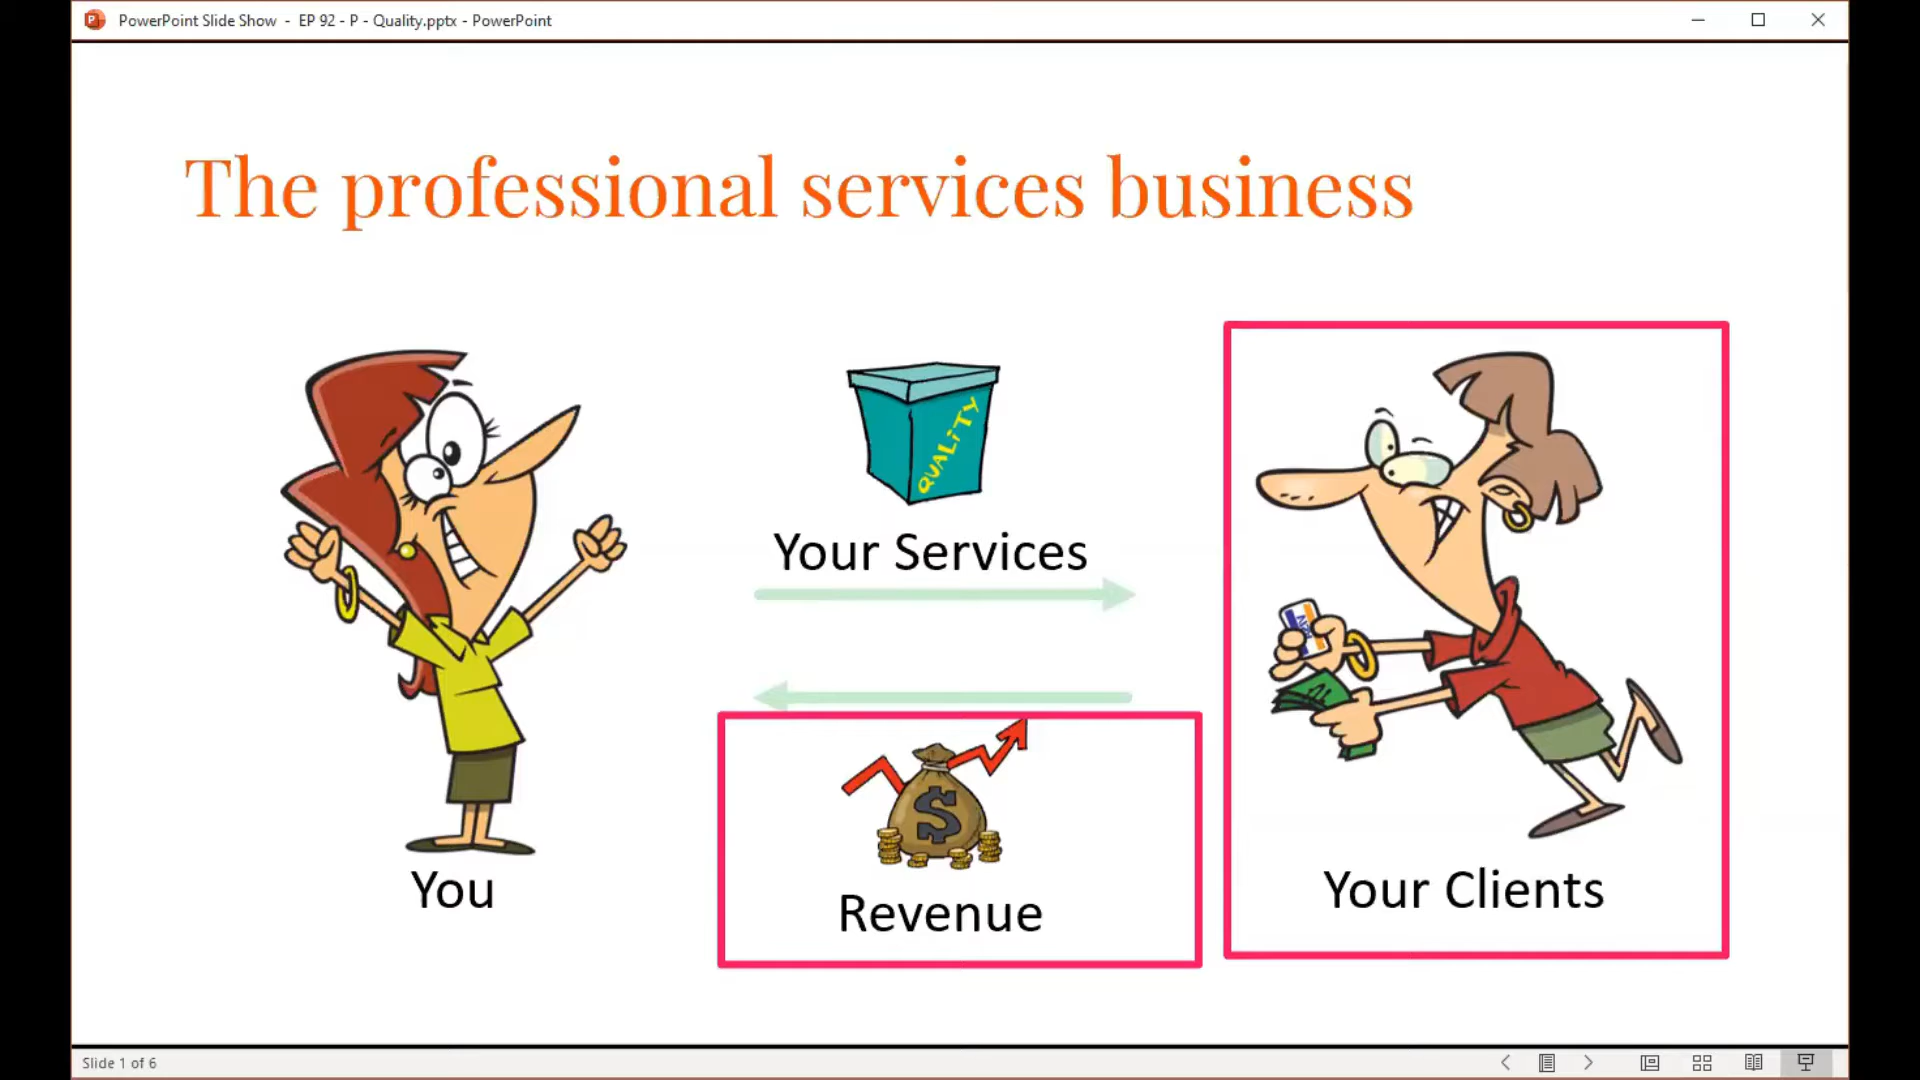 PowerPoint Slide Show - EP 92 - P - Quality.pptx - PowerPoint
The professional services business
QUALITY
Your Services
$
Revenue
You
Your Clients
Slide 1 of 6